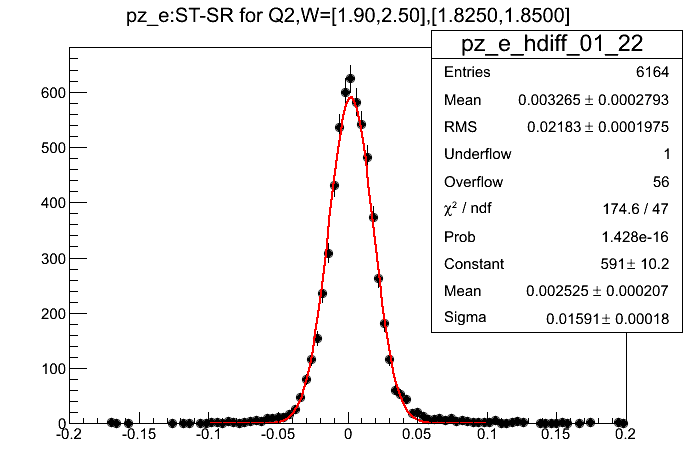 pz_e:ST-SR for Q2,W=[1.90,2.50],[1.8250,1.8500]
pz_e_hdiff_01_22
Entries 6164
Mean 0.003265 ± 0.0002793
RMS 0.02183 ± 0.0001975
Underflow 1
Overflow 56
χ² / ndf 174.6 / 47
Prob 1.428e-16
Constant 591 ± 10.2
Mean 0.002525 ± 0.000207
Sigma 0.01591 ± 0.00018
600
500
400
300
200
100
0
-0.2 -0.15 -0.1 -0.05 0 0.05 0.1 0.15 0.2